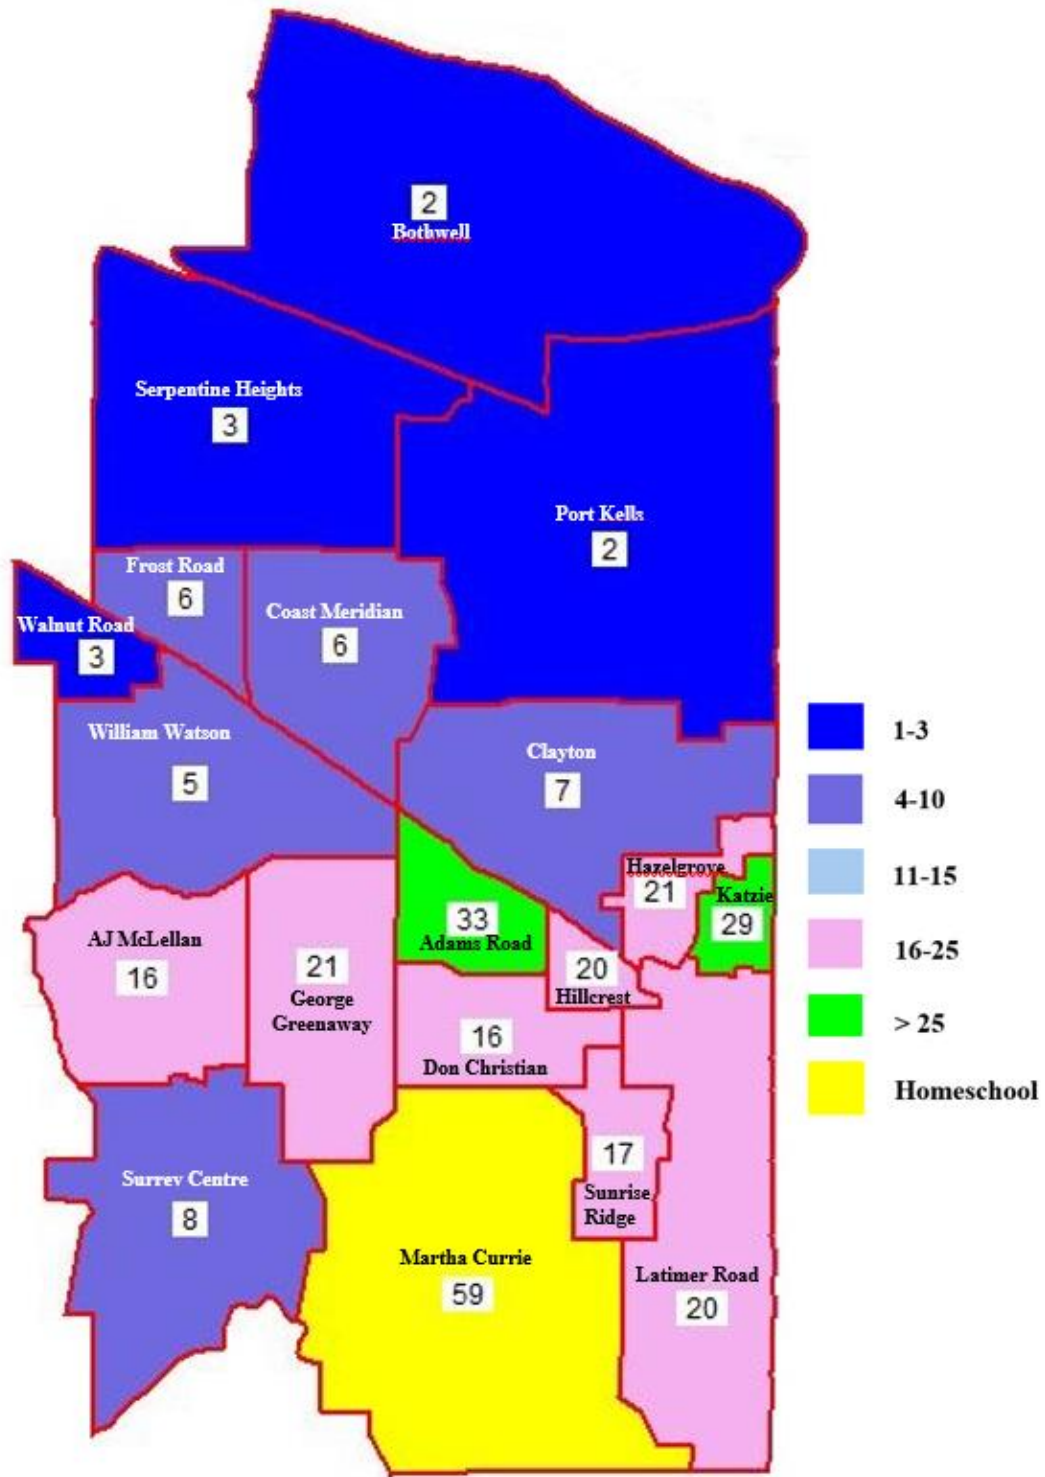 2
Bothwell
Serpentine Heights
3
Port Kells
2
Frost Road
6
Coast Meridian
6
Walnut Road
3
William Watson
5
Clayton
7
Hazelgrove
21
Katzie
29
33
Adams Road
20
Hillcrest
AJ McLellan
16
21
George
Greenaway
16
Don Christian
17
Sunrise
Ridge
Surrey Centre
8
Martha Currie
59
Latimer Road
20
1-3
4-10
11-15
16-25
> 25
Homeschool